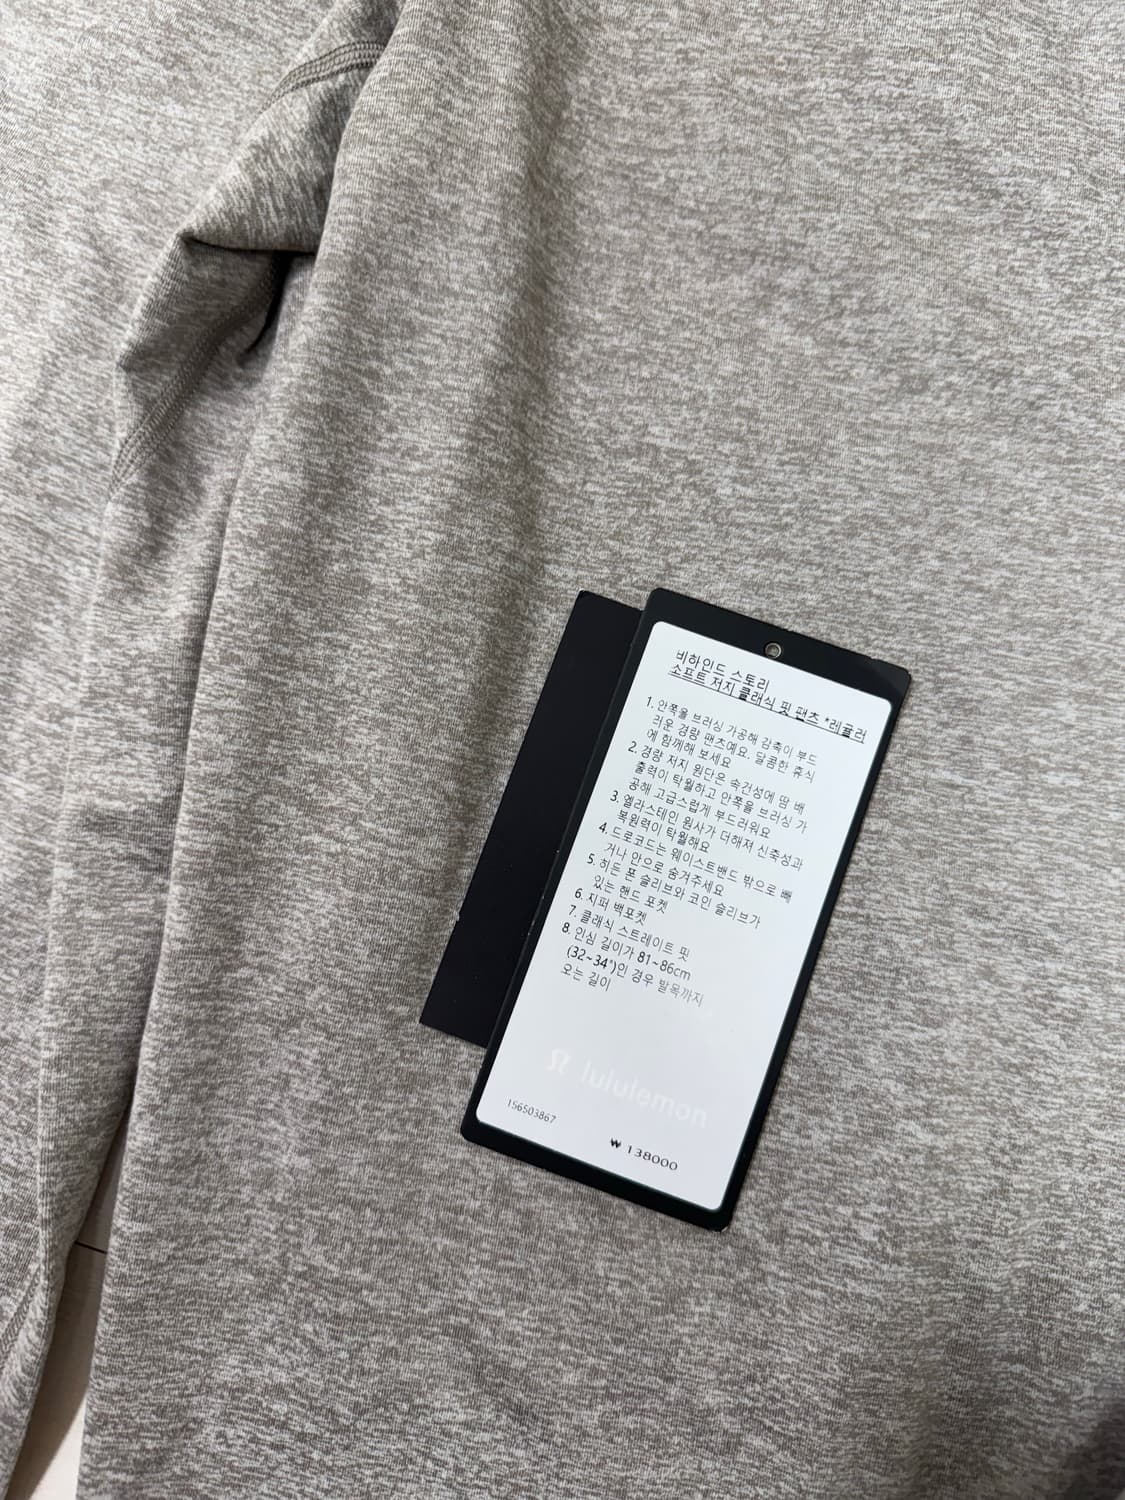 비하인드 스토리
소프트 저지 클래식 핏 팬츠 *레귤러
1. 안쪽을 브러싱 가공해 감촉이 부드
러운 경량 팬츠예요. 달콤한 휴식
에 함께해 보세요
2. 경량 저지 원단은 속건성에 땀 배
출력이 탁월하고 안쪽을 브러싱 가
공해 고급스럽게 부드러워요
3. 엘라스테인 원사가 더해져 신축성과
복원력이 탁월해요
4. 드로코드는 웨이스트밴드 밖으로 빼
거나 안으로 숨겨주세요
5. 히든 폰 슬리브와 코인 슬리브가
있는 핸드 포켓
6. 지퍼 백포켓
7. 클래식 스트레이트 핏
8. 인심 길이가 81~86cm
(32~34")인 경우 발목까지
오는 길이
lululemon
156503867
₩ 138000